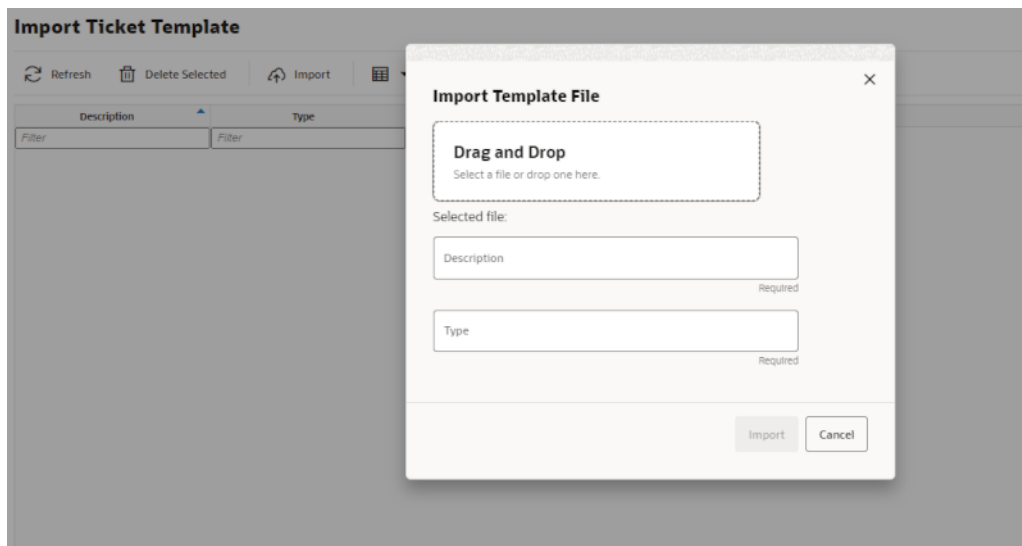 Import Ticket Template
Refresh Delete Selected Import
Description Type
Filter Filter
Import Template File
Drag and Drop
Select a file or drop one here.
Selected file:
Description
Required
Type
Required
Import Cancel